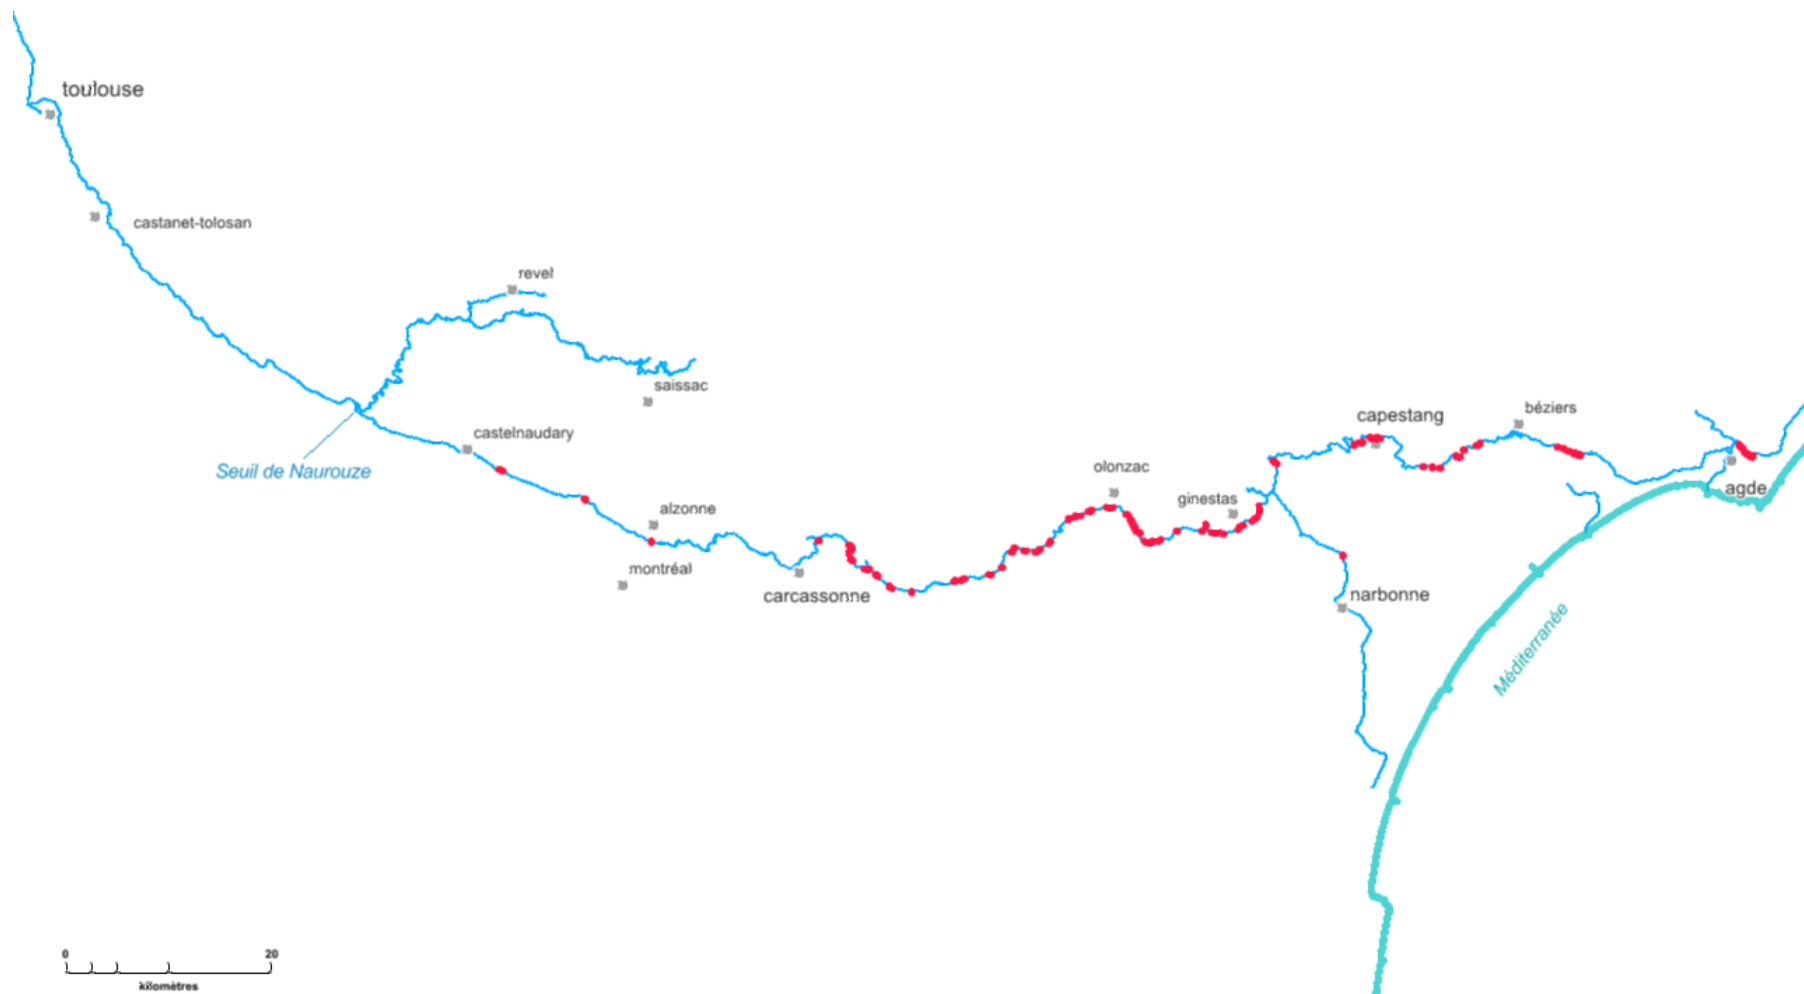 toulouse
castanet-tolosan
revel
saissac
castelnaudary
Seuil de Naurouze
alzonne
montréal
carcassonne
olonzac
ginestas
capestang
béziers
agde
narbonne
Méditerranée
0 20
kilomètres